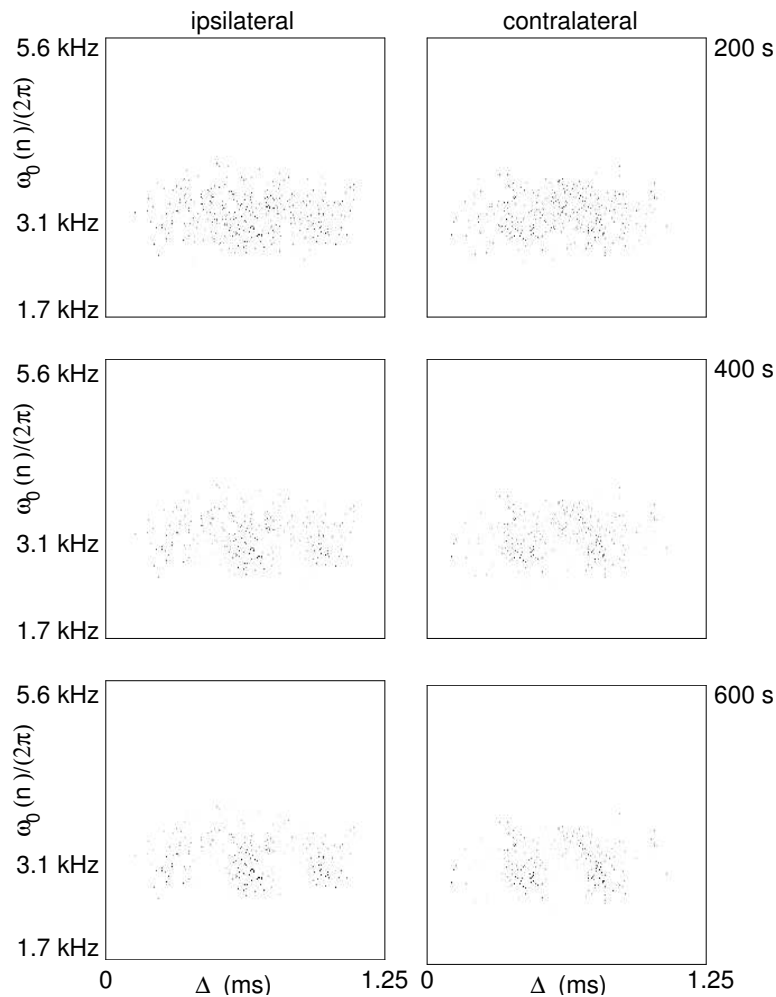 ipsilateral contralateral
5.6 kHz 200 s
ω0 (n) /(2π)
3.1 kHz
1.7 kHz
5.6 kHz 400 s
ω0 (n) /(2π)
3.1 kHz
1.7 kHz
5.6 kHz 600 s
ω0 (n) /(2π)
3.1 kHz
1.7 kHz
0 Δ (ms) 1.25 0 Δ (ms) 1.25